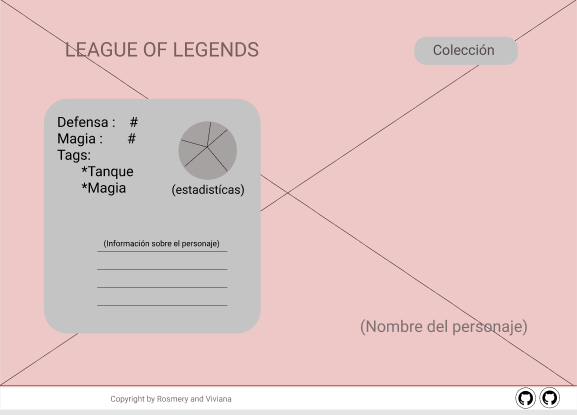 LEAGUE OF LEGENDS
Colección
Defensa : #
Magia : #
Tags:
*Tanque
*Magia
(estadistícas)
(Información sobre el personaje)
(Nombre del personaje)
Copyright by Rosmery and Viviana